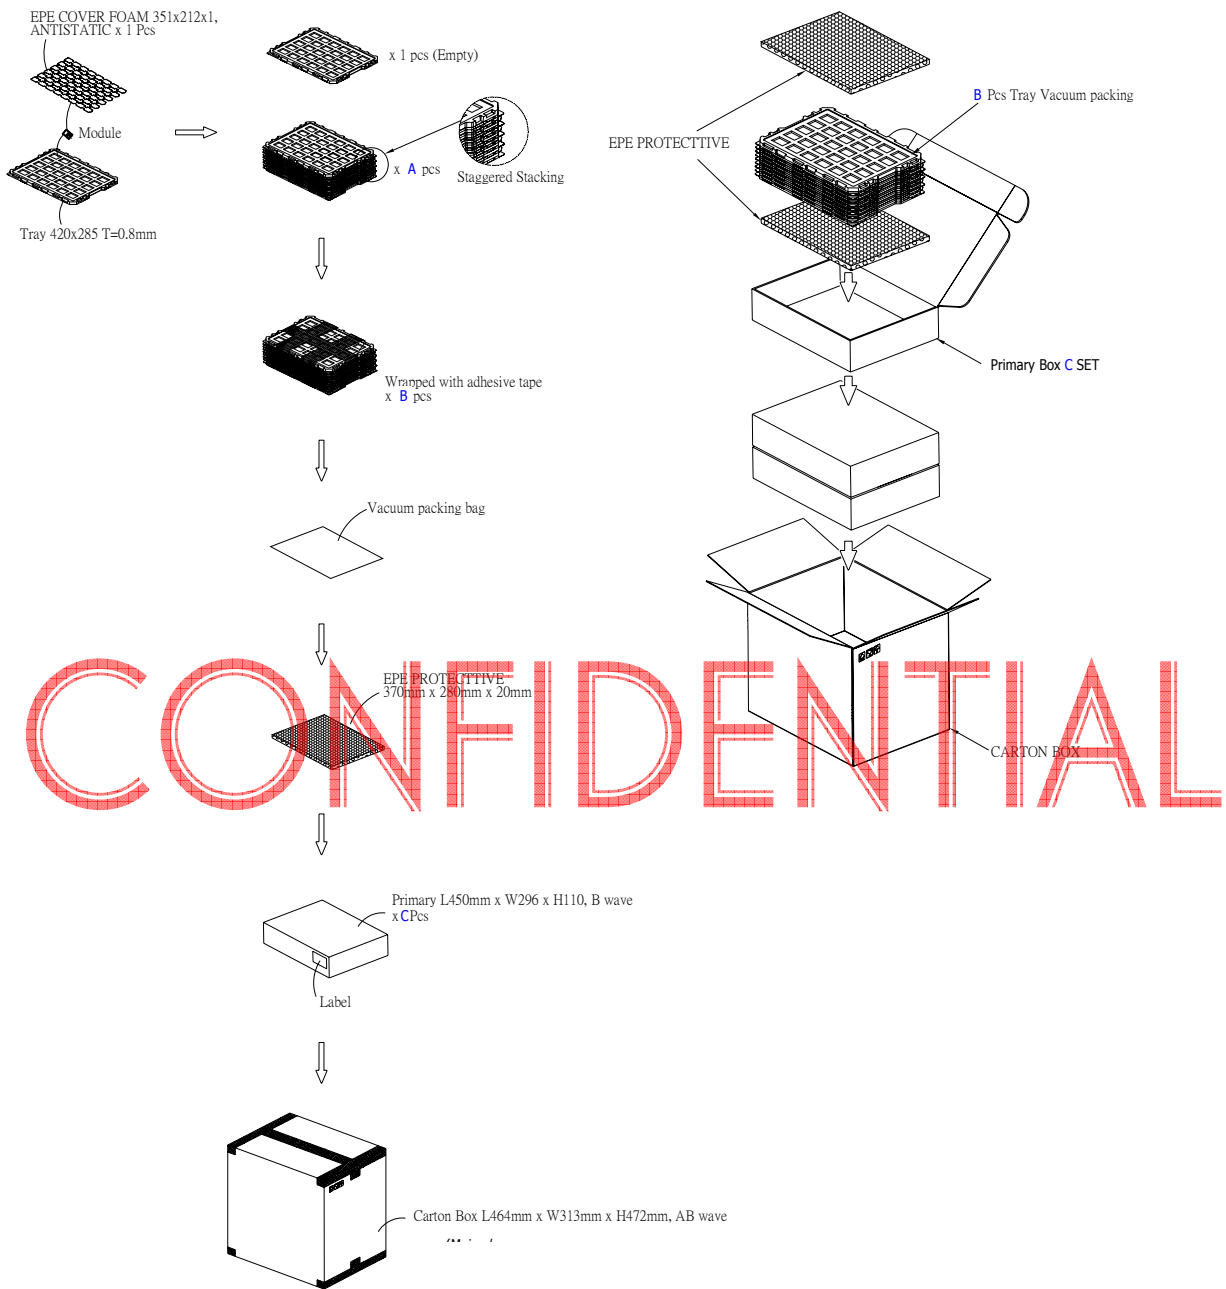 EPE COVER FOAM 351x212x1,
ANTISTATIC x 1 Pcs
Module
Tray 420x285 T=0.8mm
x 1 pcs (Empty)
x A pcs
Staggered Stacking
Wrapped with adhesive tape
x B pcs
Vacuum packing bag
EPE PROTECTTIVE
370mm x 280mm x 20mm
Primary L450mm x W296 x H110, B wave
x CPcs
Label
Carton Box L464mm x W313mm x H472mm, AB wave
B Pcs Tray Vacuum packing
EPE PROTECTTIVE
Primary Box C SET
CARTON BOX
CONFIDENTIAL